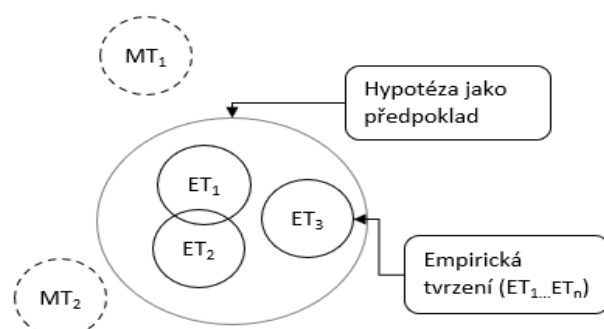 MT₁
Hypotéza jako
předpoklad
ET₁
ET₂
ET₃
Empirická
tvrzení (ET₁...ETₙ)
MT₂